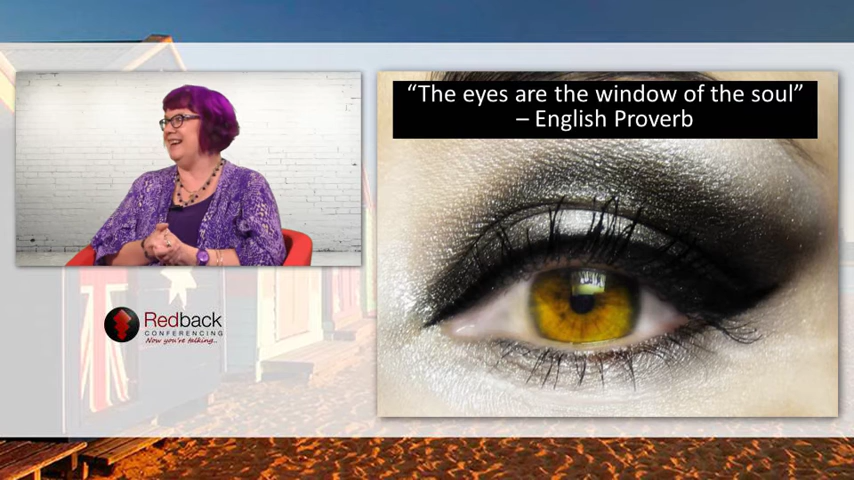 “The eyes are the window of the soul”
– English Proverb
Redback
CONFERENCING
Now you're talking..